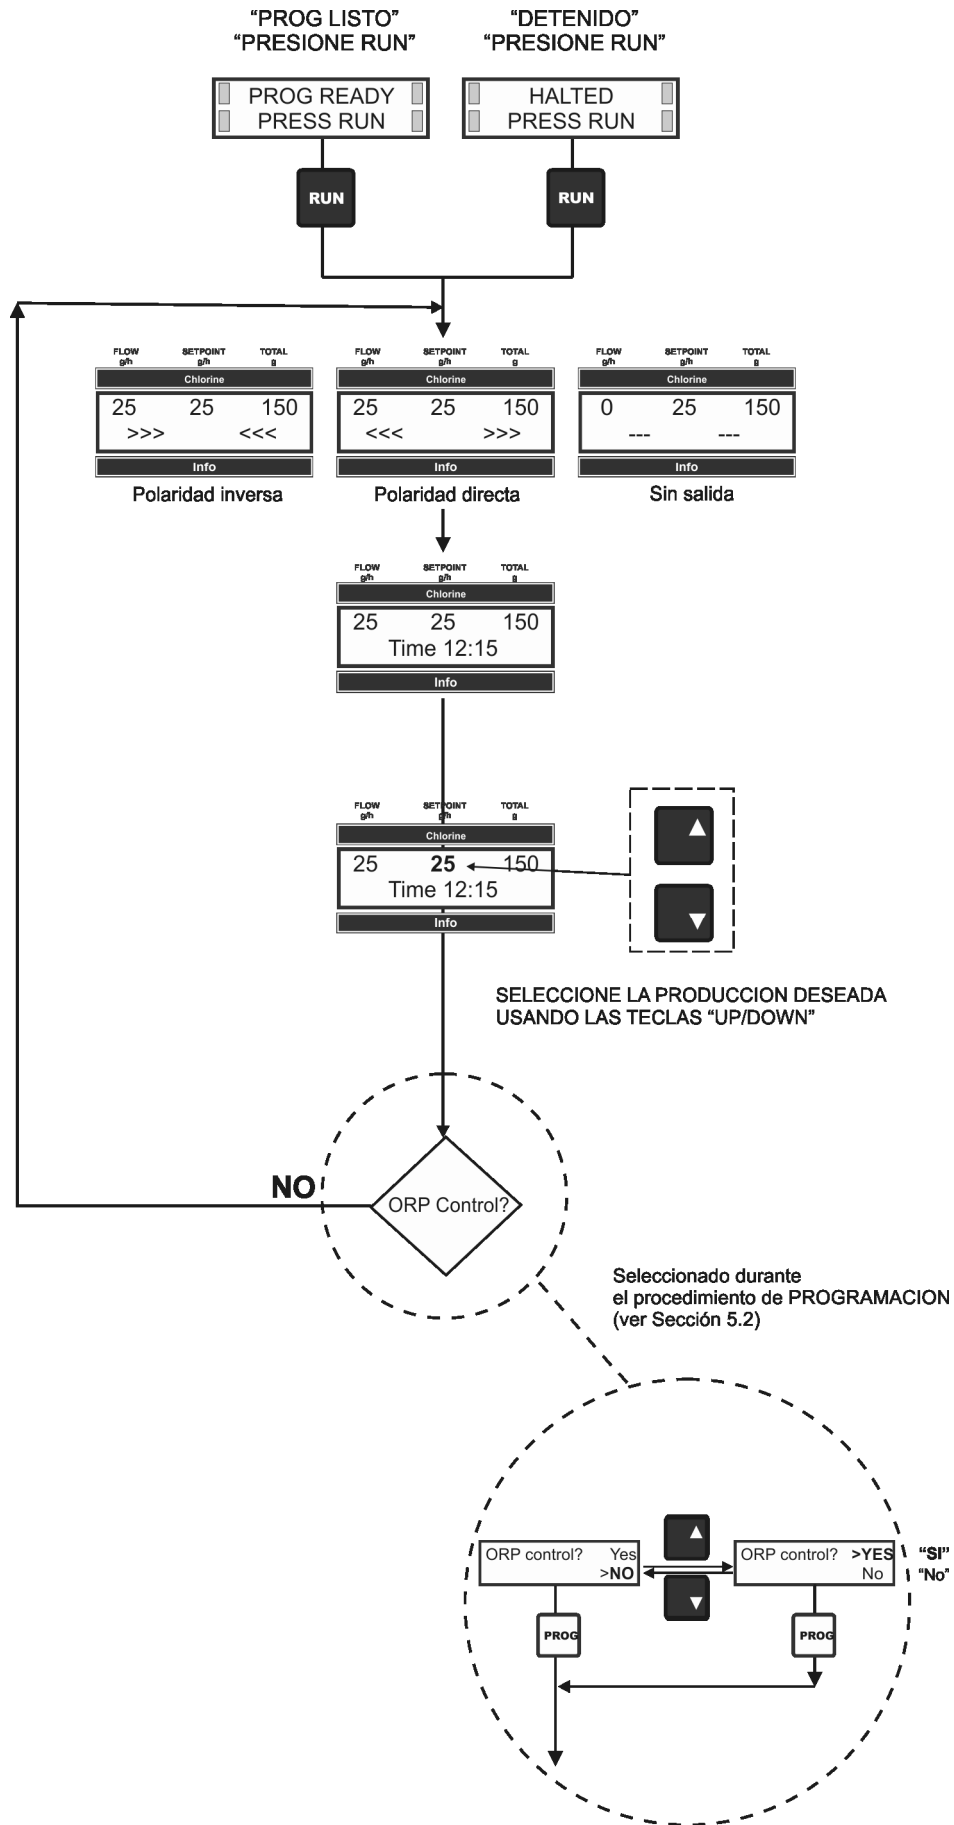 “PROG LISTO”
“PRESIONE RUN”
“DETENIDO”
“PRESIONE RUN”
PROG READY
PRESS RUN
HALTED
PRESS RUN
RUN
RUN
FLOW SETPOINT TOTAL
g/h g/h g
Chlorine
25 25 150
>>> <<<
Info
Polaridad inversa
FLOW SETPOINT TOTAL
g/h g/h g
Chlorine
25 25 150
<<< >>>
Info
Polaridad directa
FLOW SETPOINT TOTAL
g/h g/h g
Chlorine
0 25 150
--- ---
Info
Sin salida
FLOW SETPOINT TOTAL
g/h g/h g
Chlorine
25 25 150
Time 12:15
Info
FLOW SETPOINT TOTAL
g/h g/h g
Chlorine
25 25 150
Time 12:15
Info
SELECCIONE LA PRODUCCION DESEADA
USANDO LAS TECLAS “UP/DOWN”
NO
ORP Control?
Seleccionado durante
el procedimiento de PROGRAMACION
(ver Sección 5.2)
ORP control? Yes
>NO
ORP control? >YES
No
“SI”
“No”
PROG
PROG